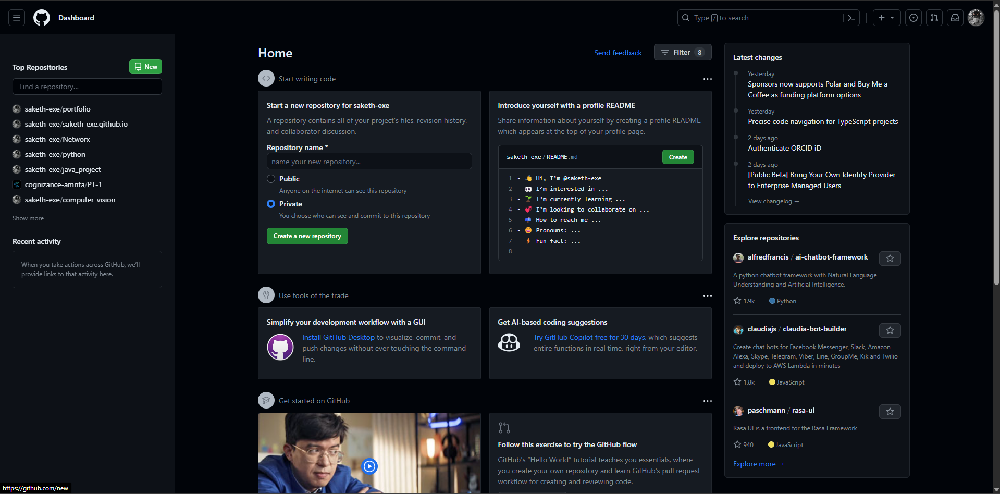 Dashboard
Type / to search
Top Repositories
New
Find a repository...
saketh-exe/portfolio
saketh-exe/saketh-exe.github.io
saketh-exe/Networx
saketh-exe/python
saketh-exe/java_project
cognizance-amrita/PT-1
saketh-exe/computer_vision
Show more
Recent activity
When you take actions across GitHub, we’ll
provide links to that activity here.
Home
Send feedback
Filter 8
Start writing code
Start a new repository for saketh-exe
A repository contains all of your project's files, revision history,
and collaborator discussion.
Repository name *
name your new repository...
Public
Anyone on the internet can see this repository
Private
You choose who can see and commit to this repository
Create a new repository
Introduce yourself with a profile README
Share information about yourself by creating a profile README,
which appears at the top of your profile page.
saketh-exe / README.md
Create
1 - 👋 Hi, I’m @saketh-exe
2 - 👀 I’m interested in ...
3 - 🌱 I’m currently learning ...
4 - 💞️ I’m looking to collaborate on ...
5 - 📫 How to reach me ...
6 - 😄 Pronouns: ...
7 - ⚡ Fun fact: ...
8
Use tools of the trade
Simplify your development workflow with a GUI
Install GitHub Desktop to visualize, commit, and
push changes without ever touching the command
line.
Get AI-based coding suggestions
Try GitHub Copilot free for 30 days, which suggests
entire functions in real time, right from your editor.
Get started on GitHub
Follow this exercise to try the GitHub flow
GitHub's “Hello World” tutorial teaches you essentials, where
you create your own repository and learn GitHub's pull request
workflow for creating and reviewing code.
Latest changes
Yesterday
Sponsors now supports Polar and Buy Me a
Coffee as funding platform options
Yesterday
Precise code navigation for TypeScript projects
2 days ago
Authenticate ORCID iD
2 days ago
[Public Beta] Bring Your Own Identity Provider
to Enterprise Managed Users
View changelog →
Explore repositories
alfredfrancis / ai-chatbot-framework
A python chatbot framework with Natural Language
Understanding and Artificial Intelligence.
1.9k Python
claudiajs / claudia-bot-builder
Create chat bots for Facebook Messenger, Slack, Amazon
Alexa, Skype, Telegram, Viber, Line, GroupMe, Kik and Twilio
and deploy to AWS Lambda in minutes
1.8k JavaScript
paschmann / rasa-ui
Rasa UI is a frontend for the Rasa Framework
940 JavaScript
Explore more →
https://github.com/new